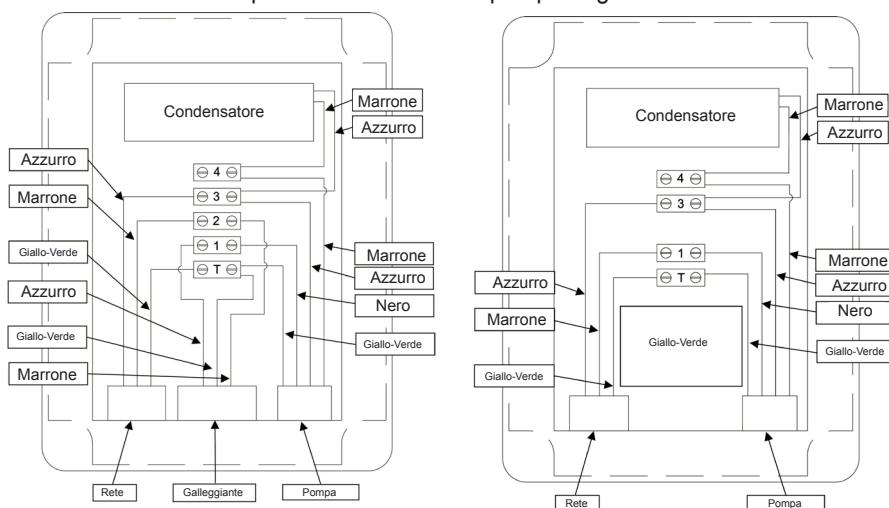 Condensatore
Marrone
Azzurro
Azzurro
Marrone
Giallo-Verde
Azzurro
Giallo-Verde
Marrone
4
3
2
1
T
Marrone
Azzurro
Nero
Giallo-Verde
Rete
Galleggiante
Pompa
Condensatore
Marrone
Azzurro
4
3
1
T
Azzurro
Marrone
Giallo-Verde
Giallo-Verde
Marrone
Azzurro
Nero
Giallo-Verde
Rete
Pompa